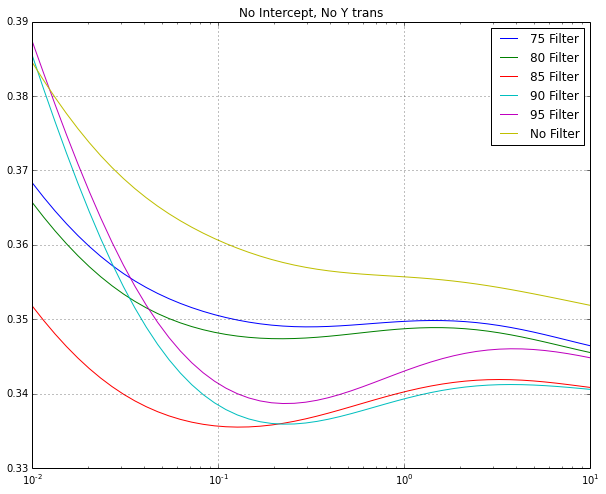 No Intercept, No Y trans
0.39
0.38
0.37
0.36
0.35
0.34
0.33
10^-2
10^-1
10^0
10^1
75 Filter
80 Filter
85 Filter
90 Filter
95 Filter
No Filter